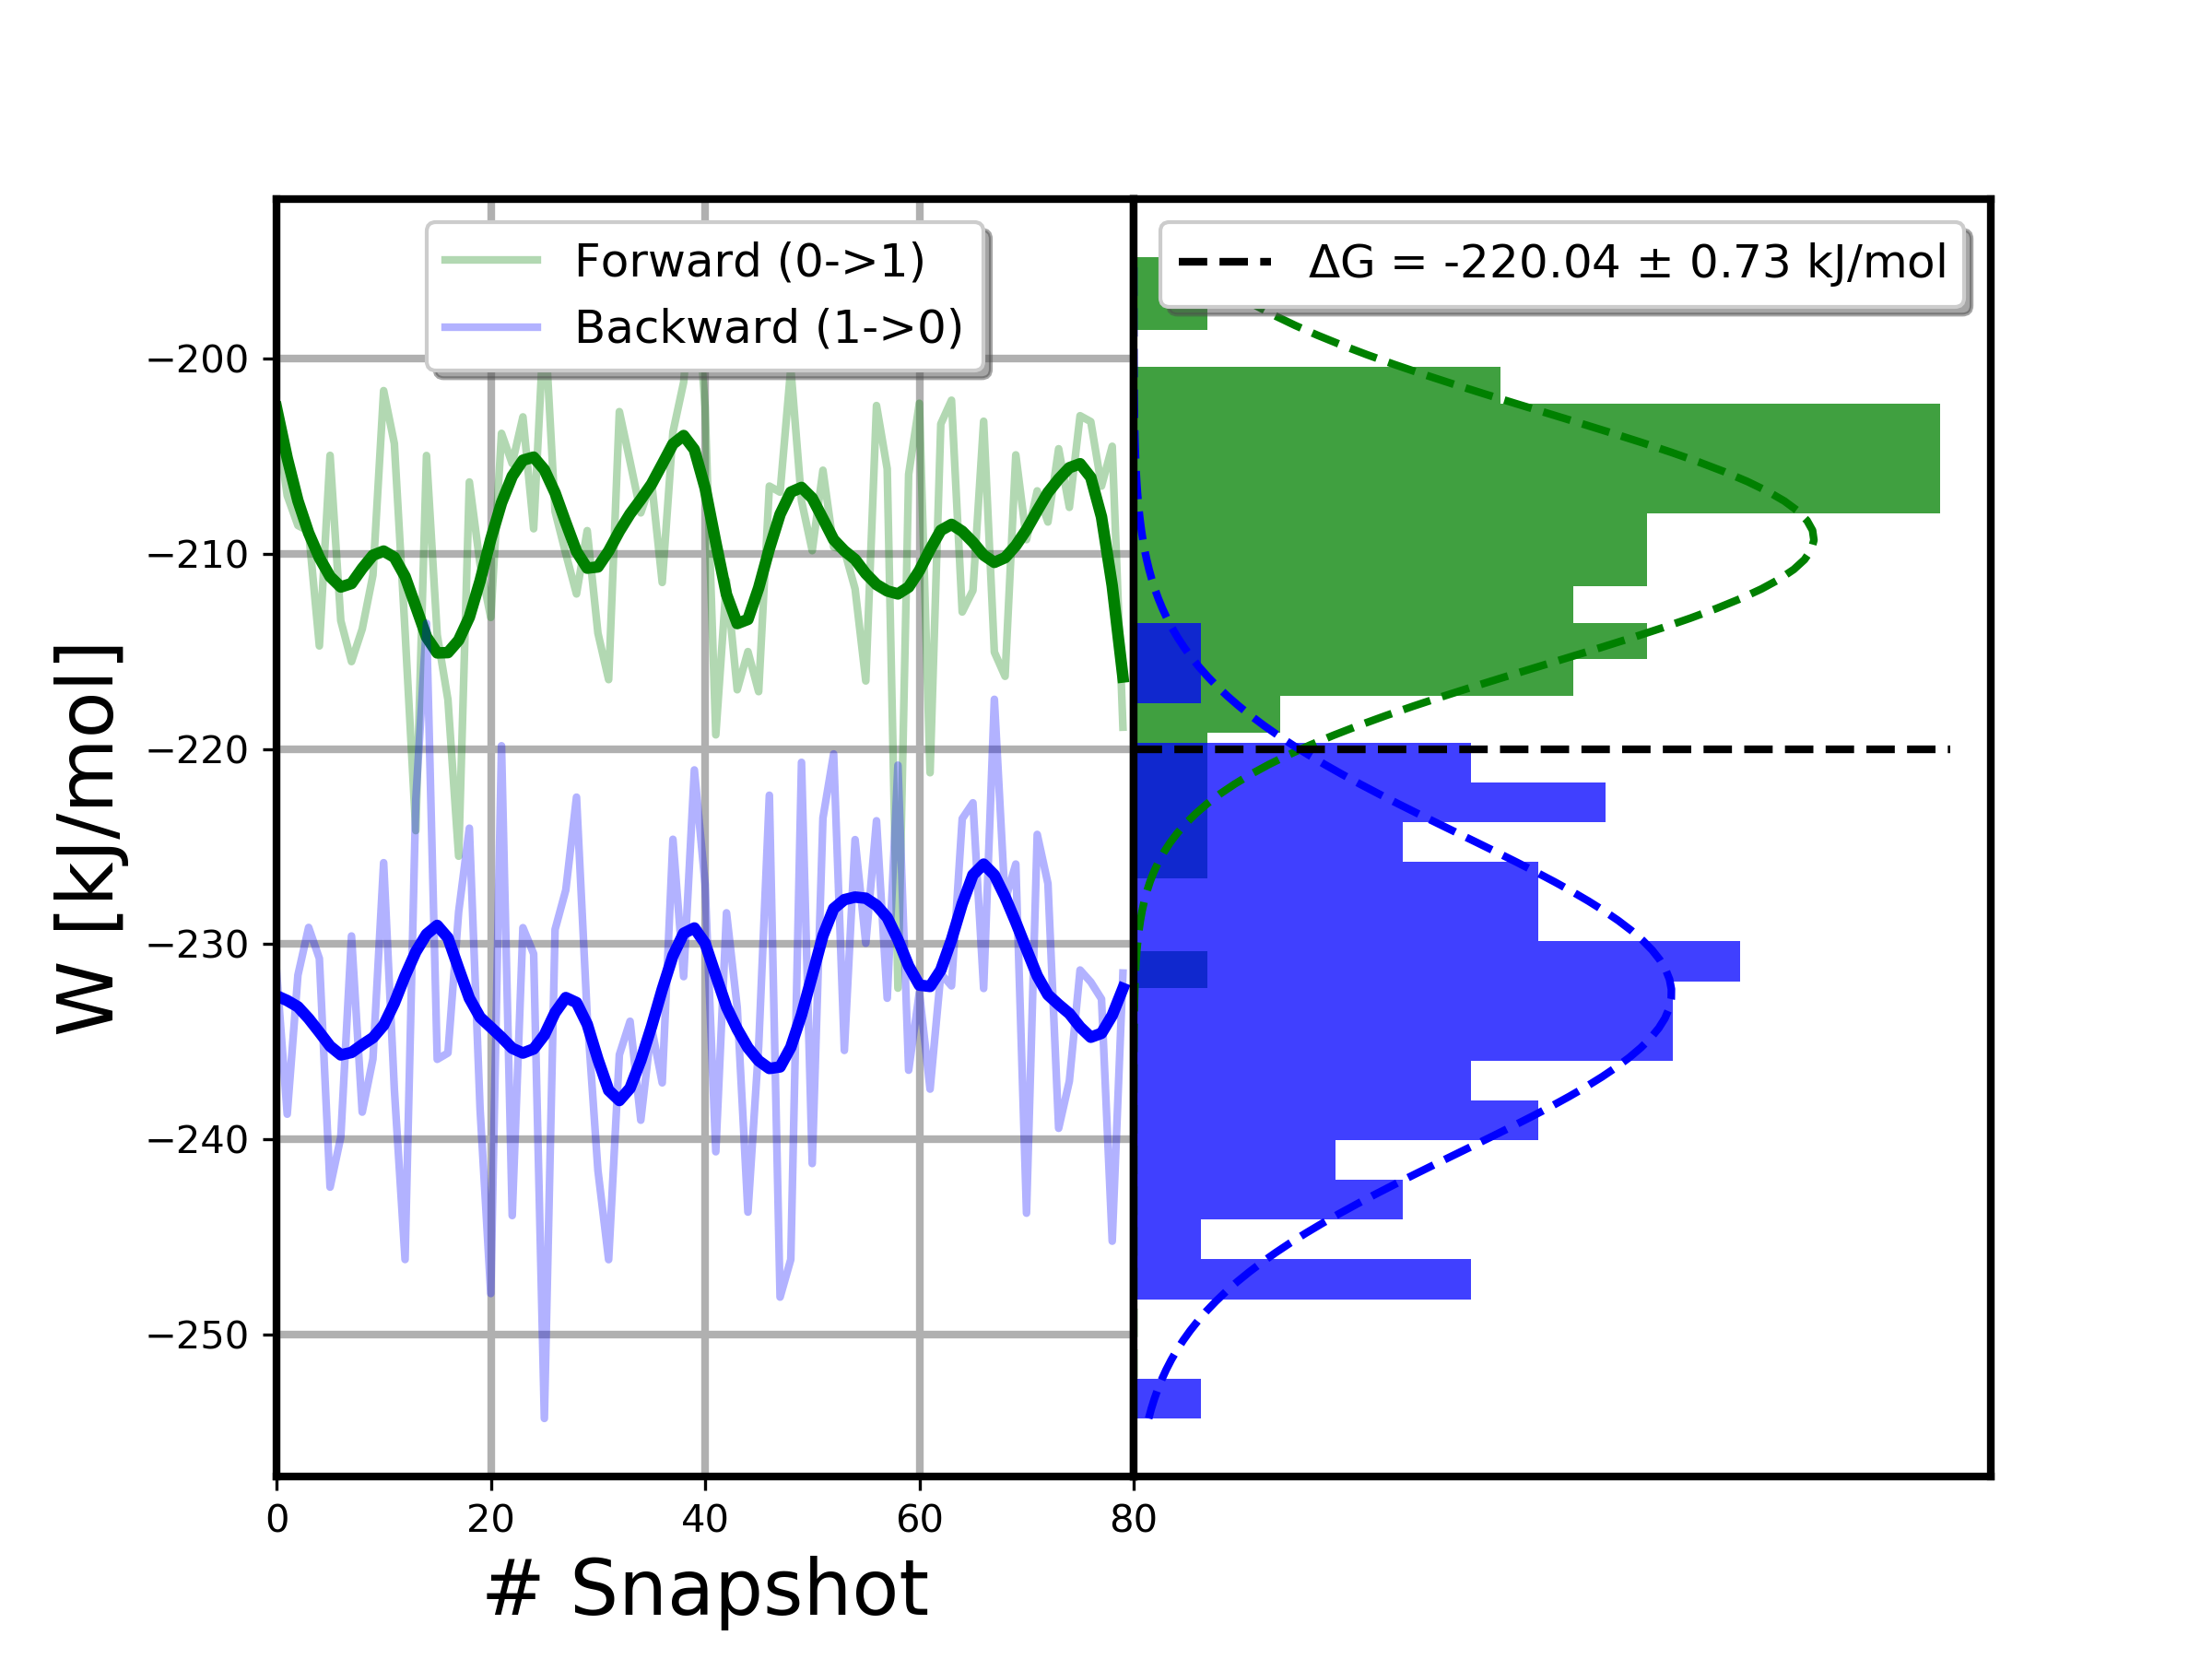 Forward (0->1)
Backward (1->0)
ΔG = -220.04 ± 0.73 kJ/mol
W [kJ/mol]
−200
−210
−220
−230
−240
−250
0 20 40 60 80
# Snapshot